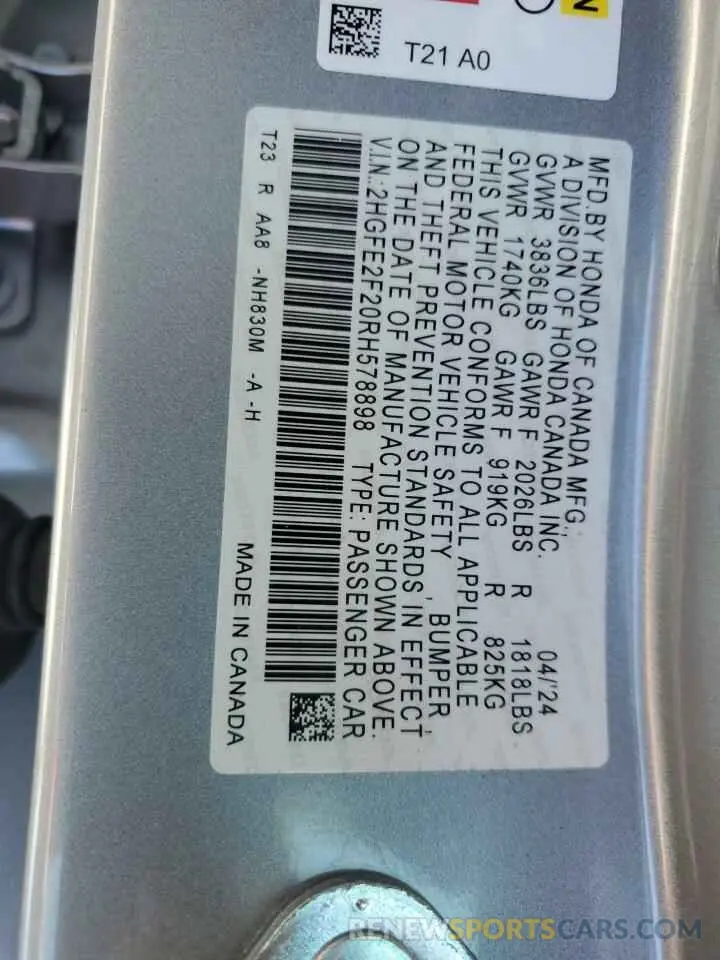 T21 A0
MFD.BY HONDA OF CANADA MFG.,
A DIVISION OF HONDA CANADA INC. 04/'24
GVWR 3836LBS GAWR F 2026LBS R 1818LBS
GVWR 1740KG GAWR F 919KG R 825KG
THIS VEHICLE CONFORMS TO ALL APPLICABLE
FEDERAL MOTOR VEHICLE SAFETY, BUMPER,
AND THEFT PREVENTION STANDARDS IN EFFECT
ON THE DATE OF MANUFACTURE SHOWN ABOVE.
V.I.N.:2HGFE2F20RH578898 TYPE: PASSENGER CAR
T23 R AA8 -NH830M -A -H MADE IN CANADA
RENEWSPORTSCARS.COM